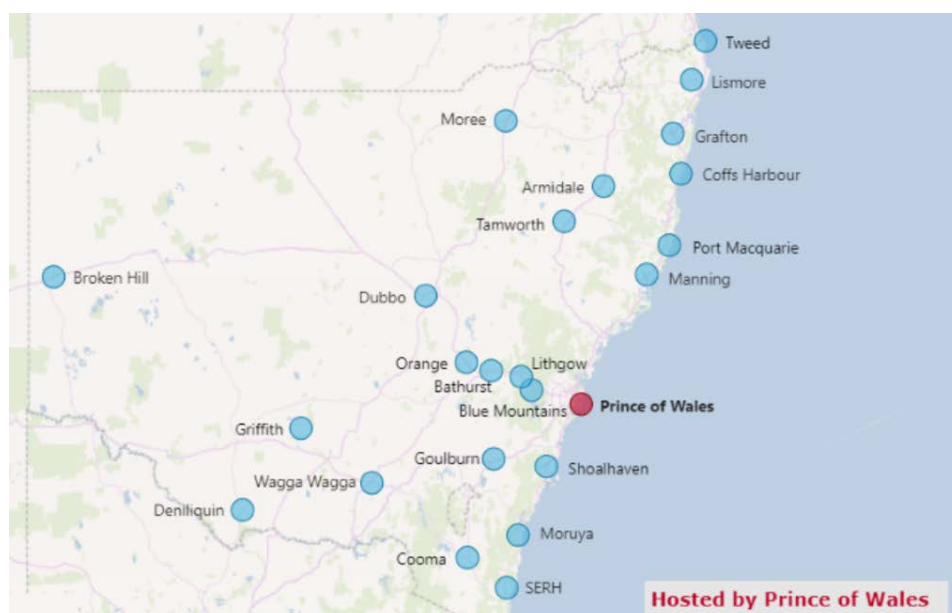 Tweed
Lismore
Moree
Grafton
Coffs Harbour
Armidale
Tamworth
Port Macquarie
Broken Hill
Manning
Dubbo
Orange
Lithgow
Bathurst
Blue Mountains
Prince of Wales
Griffith
Goulburn
Shoalhaven
Wagga Wagga
Deniliquin
Moruya
Cooma
SERH
Hosted by Prince of Wales